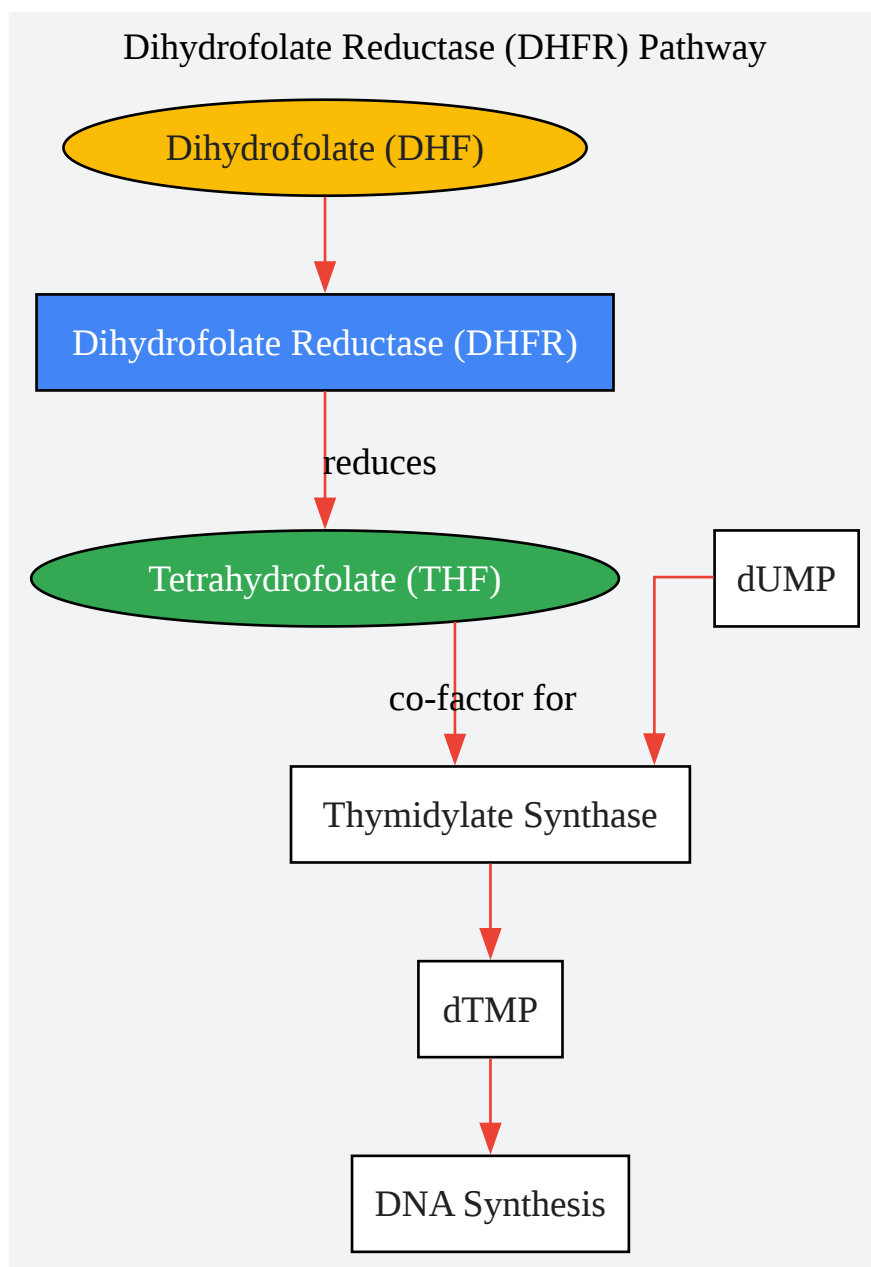 Dihydrofolate Reductase (DHFR) Pathway
Dihydrofolate (DHF)
Dihydrofolate Reductase (DHFR)
reduces
Tetrahydrofolate (THF)
dUMP
co-factor for
Thymidylate Synthase
dTMP
DNA Synthesis